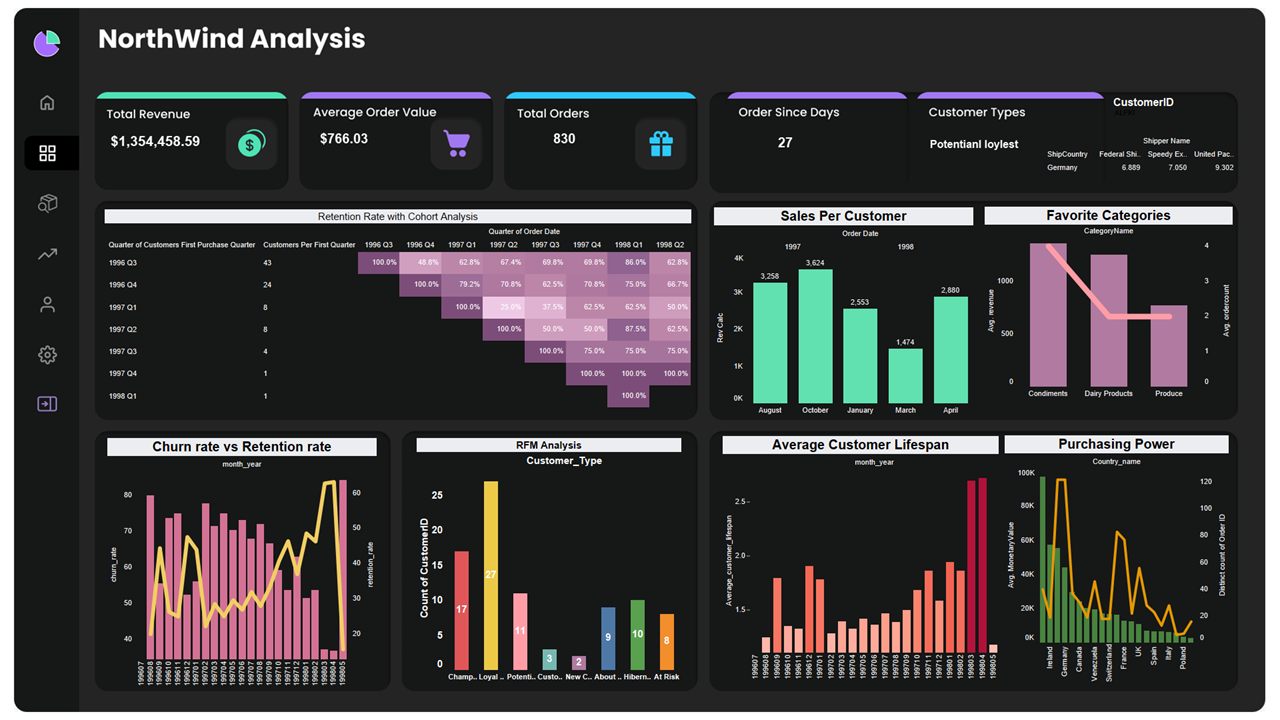 NorthWind Analysis
Total Revenue
$1,354,458.59
Average Order Value
$766.03
Total Orders
830
Order Since Days
27
Customer Types
Potentianl loylest
CustomerID
Shipper Name
ShipCountry Federal Shi.. Speedy Ex.. United Pac..
Germany 6.889 7.050 9.302
Retention Rate with Cohort Analysis
Quarter of Order Date
Quarter of Customers First Purchase Quarter Customers Per First Quarter 1996 Q3 1996 Q4 1997 Q1 1997 Q2 1997 Q3 1997 Q4 1998 Q1 1998 Q2
1996 Q3 43 100.0% 48.8% 62.8% 67.4% 69.8% 69.8% 86.0% 62.8%
1996 Q4 24 100.0% 79.2% 70.8% 62.5% 70.8% 75.0% 66.7%
1997 Q1 8 100.0% 25.0% 37.5% 62.5% 62.5% 50.0%
1997 Q2 8 100.0% 50.0% 50.0% 87.5% 62.5%
1997 Q3 4 100.0% 75.0% 75.0% 75.0%
1997 Q4 1 100.0% 100.0% 100.0%
1998 Q1 1 100.0%
Sales Per Customer
Order Date
1997 1998
Rev Calc
4K
3K
2K
1K
0K
3,258
3,624
2,553
1,474
2,880
August October January March April
Favorite Categories
CategoryName
Avg. revenue
1000
500
0
4
3
2
1
0
Avg. ordercount
Condiments Dairy Products Produce
Churn rate vs Retention rate
month_year
churn_rate
80
70
60
50
40
60
50
40
30
20
retention_rate
199607 199608 199609 199610 199611 199612 199701 199702 199703 199704 199705 199706 199707 199708 199709 199710 199711 199712 199801 199802 199803 199804 199805
RFM Analysis
Customer_Type
Count of CustomerID
25
20
15
10
5
0
17
27
11
3
2
9
10
8
Champ.. Loyal .. Potenti.. Custo.. New C.. About .. Hibern.. At Risk
Average Customer Lifespan
month_year
Average_customer_lifespan
2.5
2.0
1.5
199607 199608 199609 199610 199611 199612 199701 199702 199703 199704 199705 199706 199707 199708 199709 199710 199711 199712 199801 199802 199803 199804 199805
Purchasing Power
Country_name
Avg. MonetaryValue
100K
80K
60K
40K
20K
0K
120
100
80
60
40
20
0
Distinct count of Order ID
Ireland Germany Canada Venezuela Switzerland France UK Spain Italy Poland